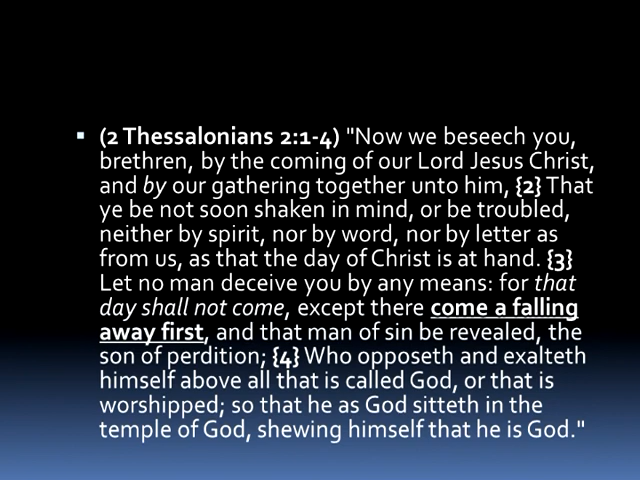 ▪ (2 Thessalonians 2:1-4) "Now we beseech you,
brethren, by the coming of our Lord Jesus Christ,
and by our gathering together unto him, {2} That
ye be not soon shaken in mind, or be troubled,
neither by spirit, nor by word, nor by letter as
from us, as that the day of Christ is at hand. {3}
Let no man deceive you by any means: for that
day shall not come, except there come a falling
away first, and that man of sin be revealed, the
son of perdition; {4} Who opposeth and exalteth
himself above all that is called God, or that is
worshipped; so that he as God sitteth in the
temple of God, shewing himself that he is God."